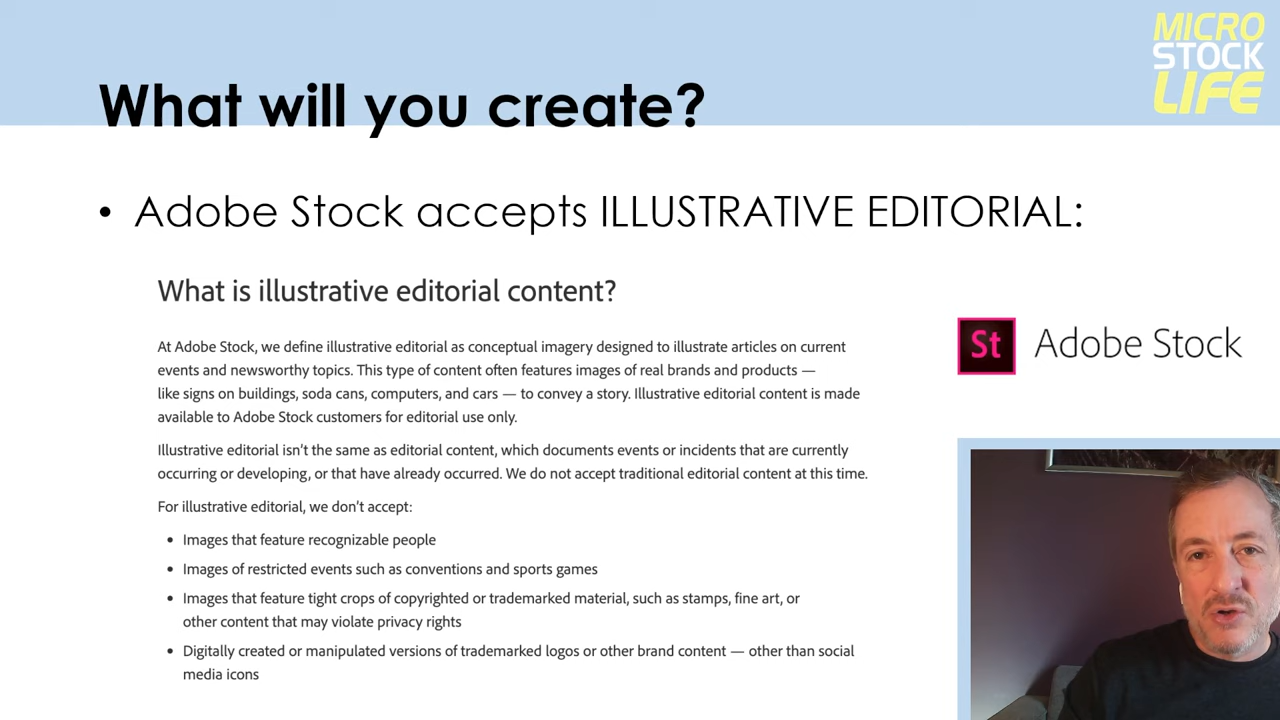 MICRO
STOCK
LIFE
What will you create?
• Adobe Stock accepts ILLUSTRATIVE EDITORIAL:
What is illustrative editorial content?
At Adobe Stock, we define illustrative editorial as conceptual imagery designed to illustrate articles on current
events and newsworthy topics. This type of content often features images of real brands and products —
like signs on buildings, soda cans, computers, and cars — to convey a story. Illustrative editorial content is made
available to Adobe Stock customers for editorial use only.
Illustrative editorial isn't the same as editorial content, which documents events or incidents that are currently
occurring or developing, or that have already occurred. We do not accept traditional editorial content at this time.
For illustrative editorial, we don't accept:
• Images that feature recognizable people
• Images of restricted events such as conventions and sports games
• Images that feature tight crops of copyrighted or trademarked material, such as stamps, fine art, or
other content that may violate privacy rights
• Digitally created or manipulated versions of trademarked logos or other brand content — other than social
media icons
St Adobe Stock